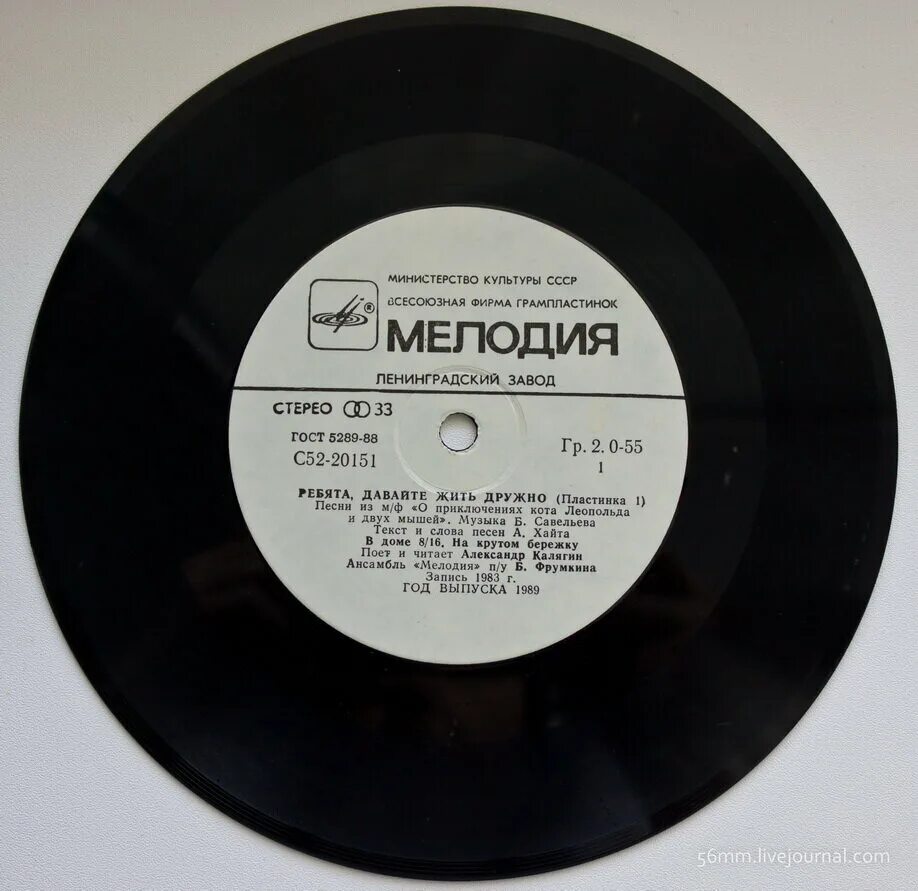 МИНИСТЕРСТВО КУЛЬТУРЫ СССР
ВСЕСОЮЗНАЯ ФИРМА ГРАМПЛАСТИНОК
®
МЕЛОДИЯ
ЛЕНИНГРАДСКИЙ ЗАВОД
СТЕРЕО 33
ГОСТ 5289-88
С52-20151
Гр. 2. 0-55
1
РЕБЯТА, ДАВАЙТЕ ЖИТЬ ДРУЖНО (Пластинка 1)
Песни из м/ф «О приключениях кота Леопольда
и двух мышей». Музыка Б. Савельева
Текст и слова песен А. Хайта
В доме 8/16. На крутом бережку
Поет и читает Александр Калягин
Ансамбль «Мелодия» п/у Б. Фрумкина
Запись 1983 г.
ГОД ВЫПУСКА 1989
56mm.livejournal.com